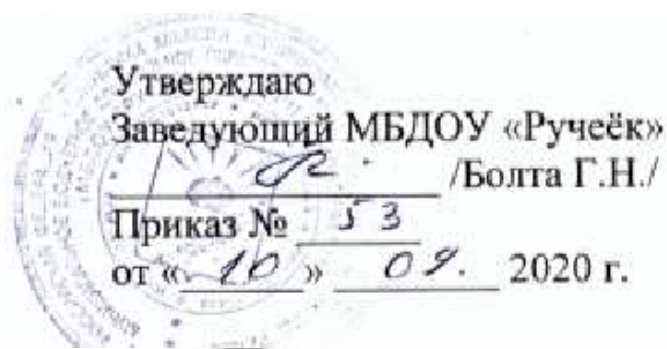 Утверждаю
Заведующий МБДОУ «Ручеёк»
/Болта Г.Н./
Приказ № 53
от « 10 » 09. 2020 г.